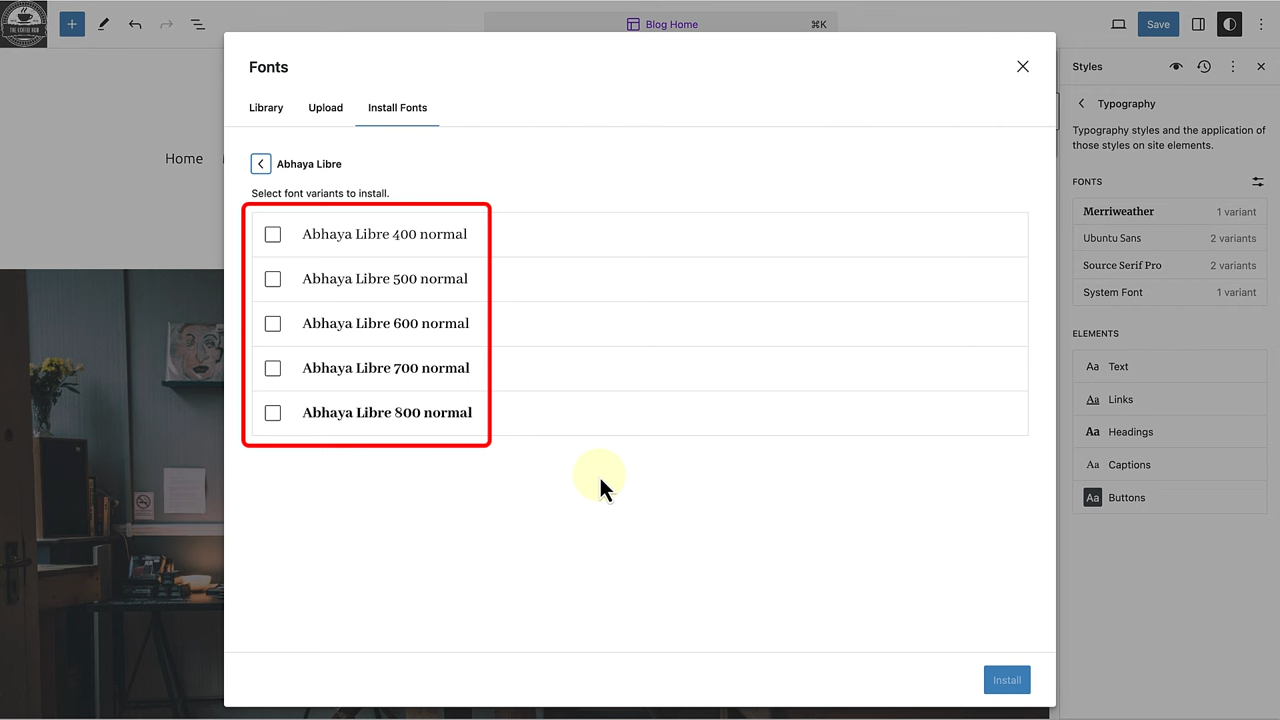 THE COFFEE HUB
Blog Home
⌘K
Save
Fonts
Library
Upload
Install Fonts
Abhaya Libre
Select font variants to install.
Abhaya Libre 400 normal
Abhaya Libre 500 normal
Abhaya Libre 600 normal
Abhaya Libre 700 normal
Abhaya Libre 800 normal
Install
Home
Styles
Typography
Typography styles and the application of
those styles on site elements.
FONTS
Merriweather 1 variant
Ubuntu Sans 2 variants
Source Serif Pro 2 variants
System Font 1 variant
ELEMENTS
Aa Text
Aa Links
Aa Headings
Aa Captions
Aa Buttons